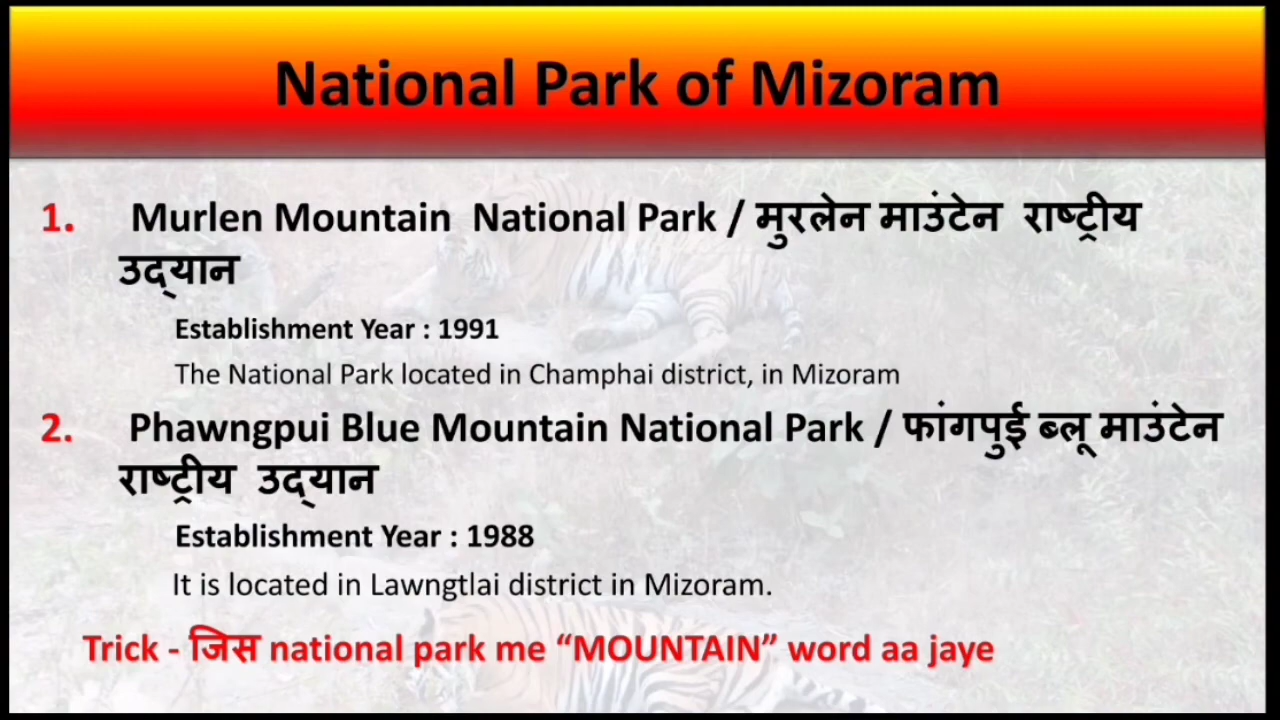 National Park of Mizoram
1. Murlen Mountain National Park / मुरलेन माउंटेन राष्ट्रीय
उद्यान
Establishment Year : 1991
The National Park located in Champhai district, in Mizoram
2. Phawngpui Blue Mountain National Park / फांगपुई ब्लू माउंटेन
राष्ट्रीय उद्यान
Establishment Year : 1988
It is located in Lawngtlai district in Mizoram.
Trick - जिस national park me “MOUNTAIN” word aa jaye